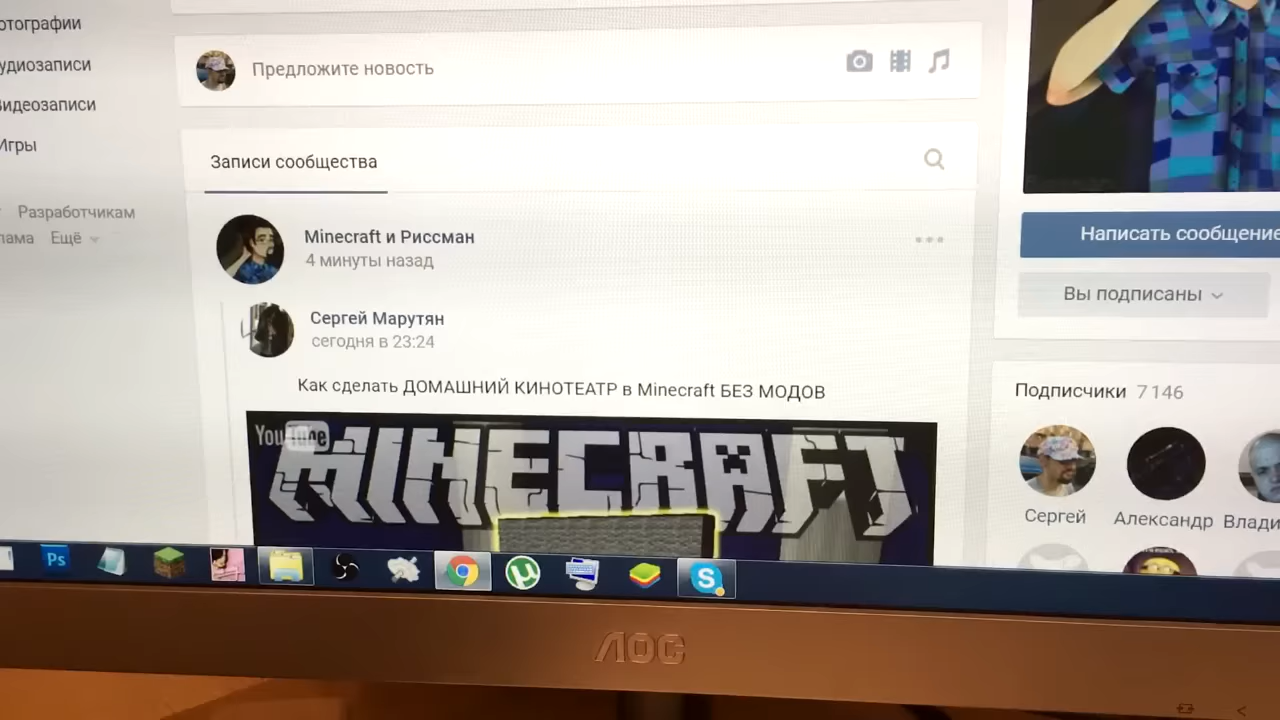 отографии
удиозаписи
идеозаписи
Игры
Разработчикам
лама Ещё
Предложите новость
Записи сообщества
Minecraft и Риссман
4 минуты назад
Сергей Марутян
сегодня в 23:24
Как сделать ДОМАШНИЙ КИНОТЕАТР в Minecraft БЕЗ МОДОВ
YouTube
MINECRAFT
Написать сообщение
Вы подписаны
Подписчики 7146
Сергей Александр Влади
Ps
AOC